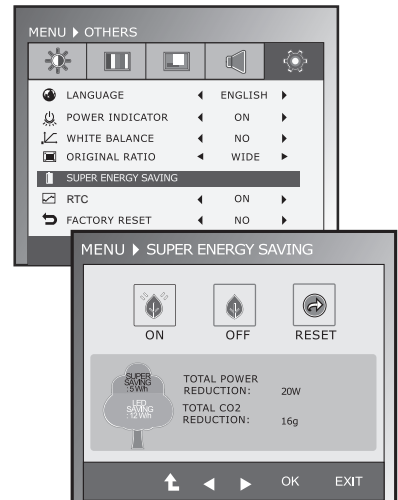 MENU ▶ OTHERS
LANGUAGE ◀ ENGLISH ▶
POWER INDICATOR ◀ ON ▶
WHITE BALANCE ◀ NO ▶
ORIGINAL RATIO ◀ WIDE ▶
SUPER ENERGY SAVING
RTC ◀ ON ▶
FACTORY RESET ◀ NO ▶
MENU ▶ SUPER ENERGY SAVING
ON OFF RESET
SUPER
SAVING
: 5 W/h
LED
SAVING
: 12 W/h
TOTAL POWER
REDUCTION: 20W
TOTAL CO2
REDUCTION: 16g
OK EXIT